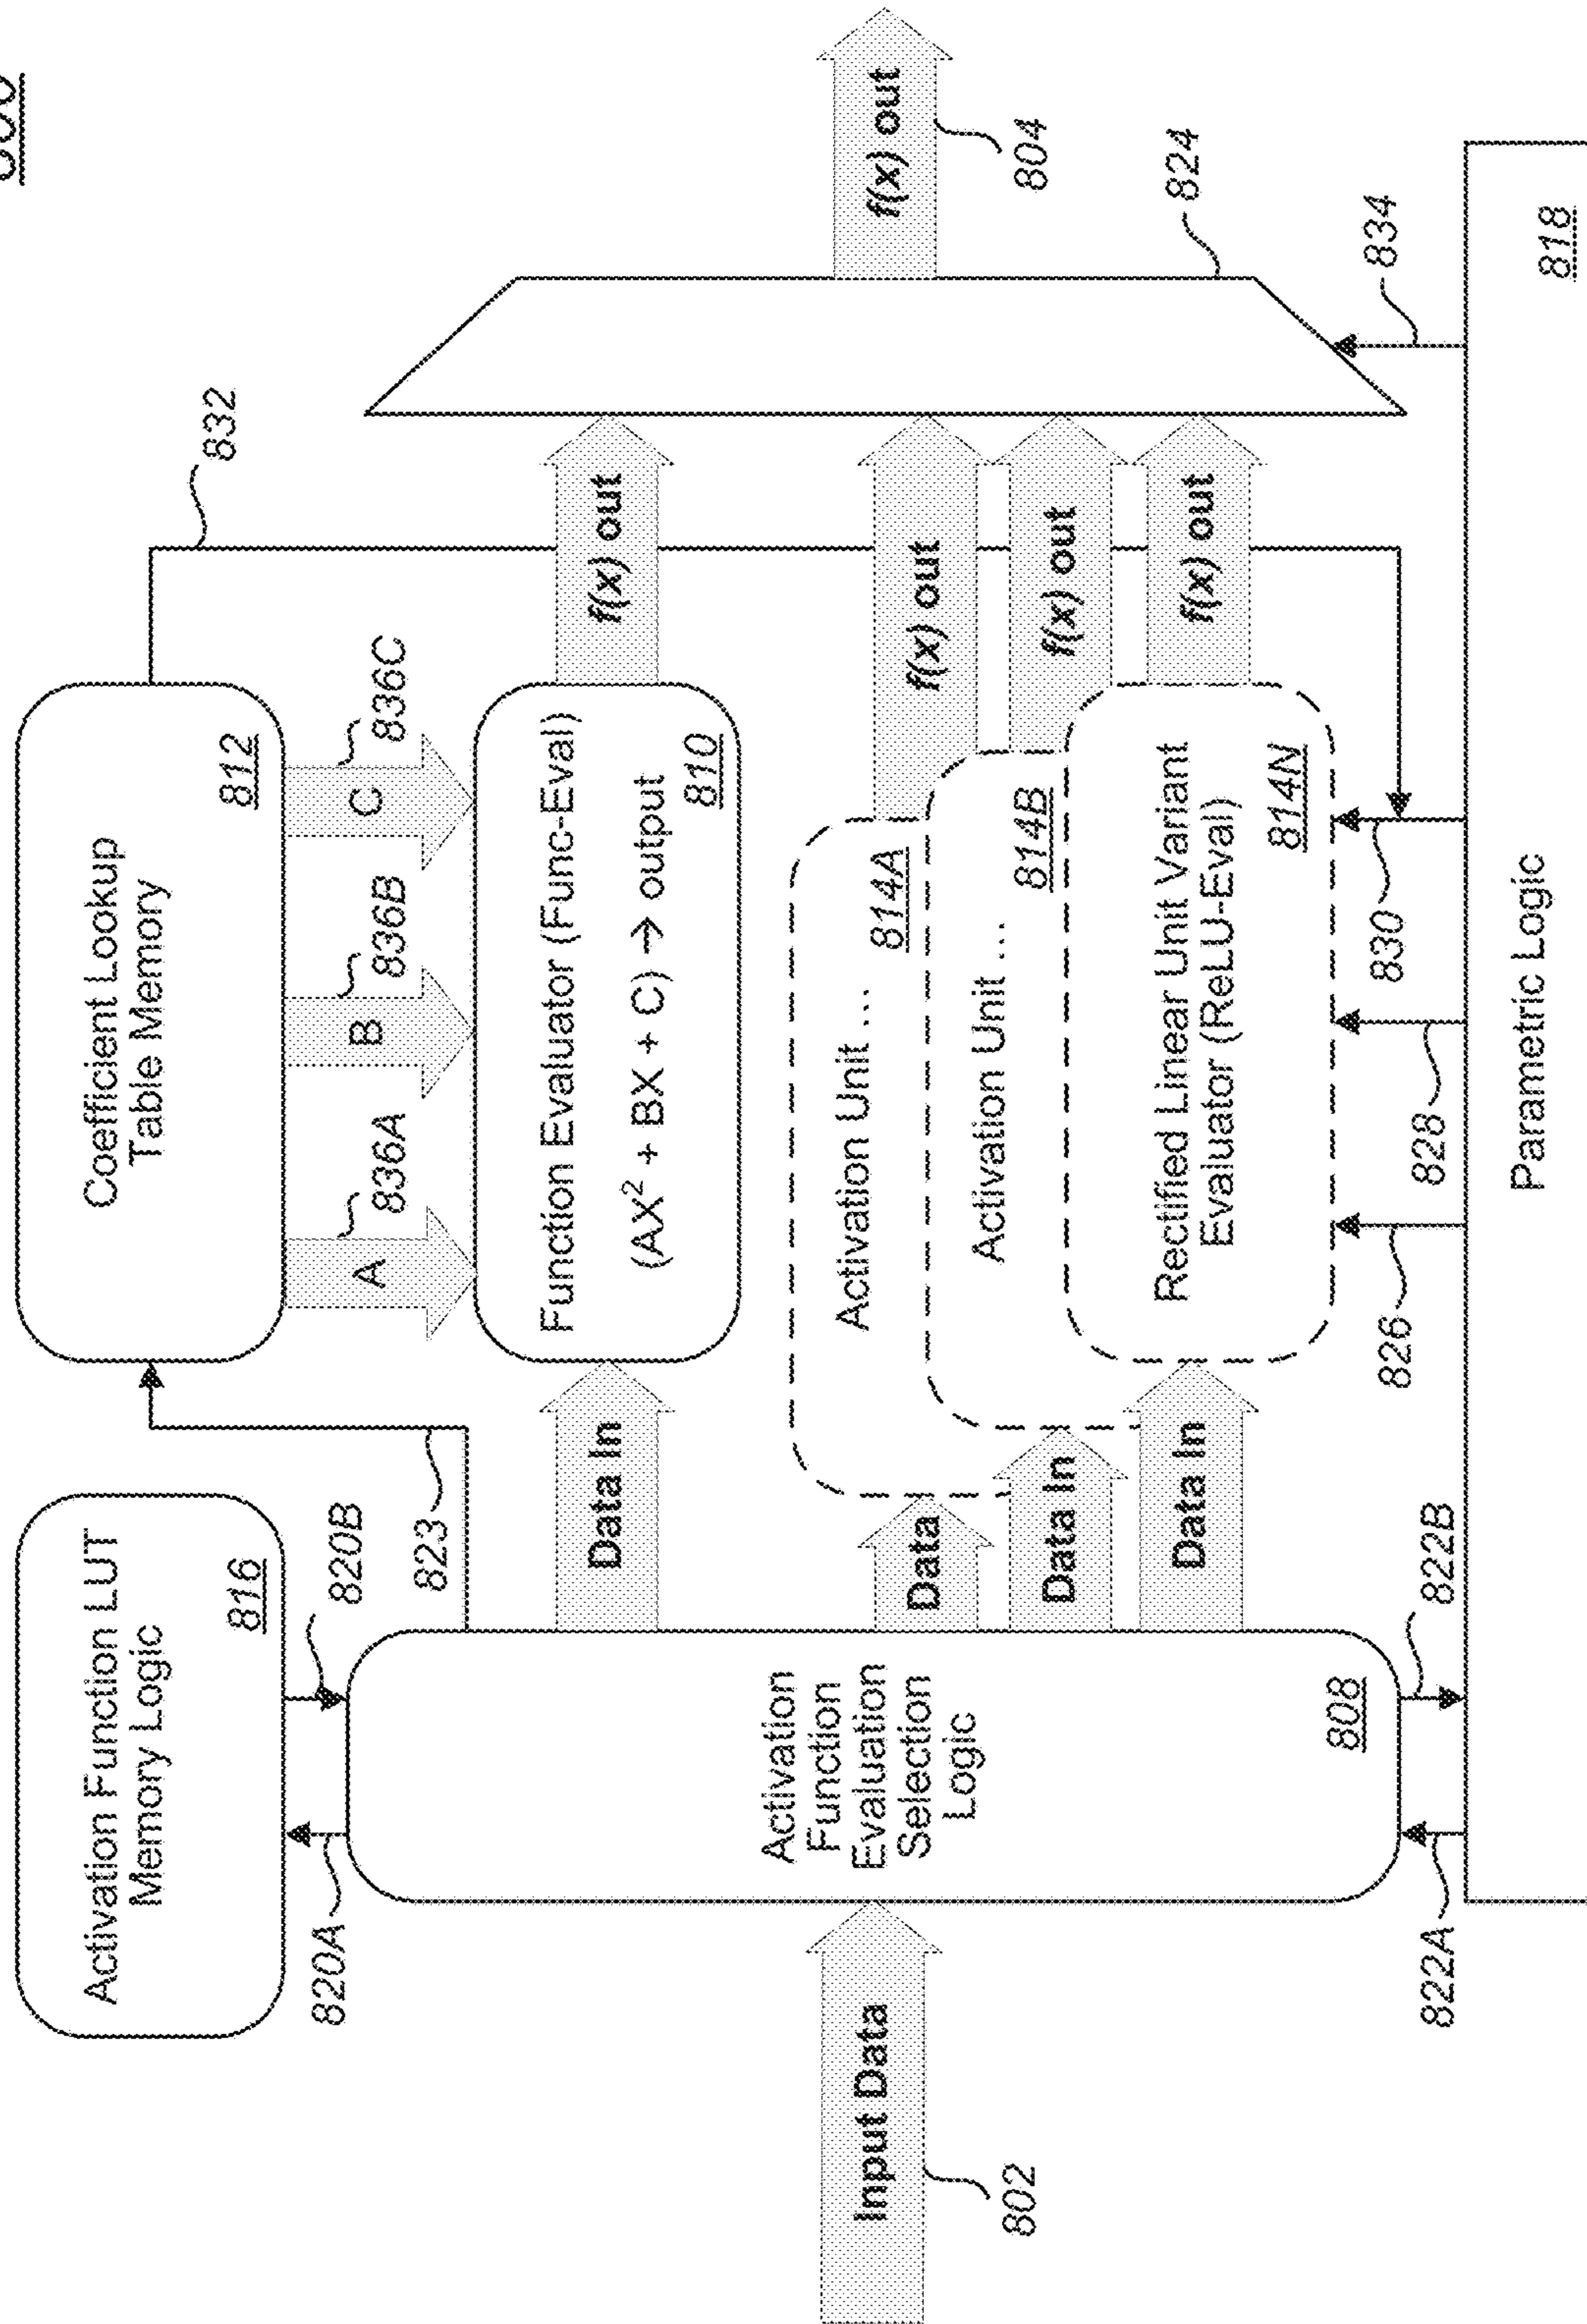 Activation Function LUT
Memory Logic
816
Coefficient Lookup
Table Memory
812
832
820A
820B
823
A
836A
B
836B
C
836C
Function Evaluator (Func-Eval)
(AX² + BX + C) → output
810
Data In
f(x) out
Input Data
802
Activation
Function
Evaluation
Selection
Logic
808
Data
Data In
Data In
Activation Unit ...
814A
Activation Unit ...
814B
Rectified Linear Unit Variant
Evaluator (ReLU-Eval)
814N
f(x) out
f(x) out
f(x) out
f(x) out
804
824
822A
822B
826
828
830
834
Parametric Logic
818